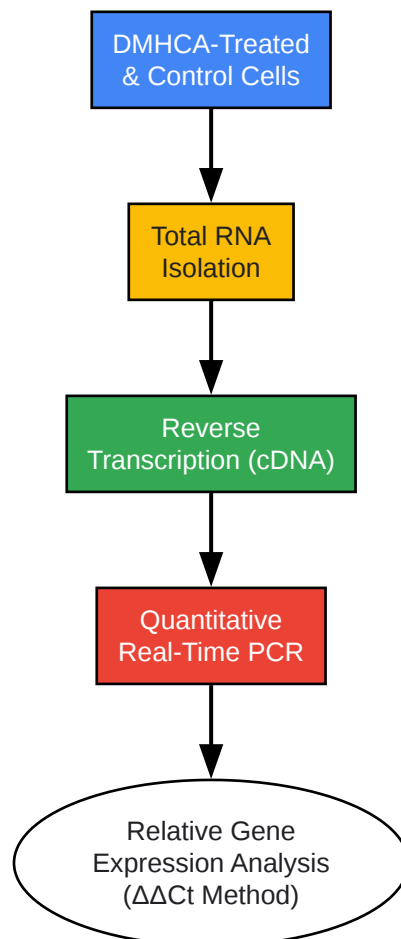 DMHCA-Treated
& Control Cells
Total RNA
Isolation
Reverse
Transcription (cDNA)
Quantitative
Real-Time PCR
Relative Gene
Expression Analysis
(ΔΔCt Method)